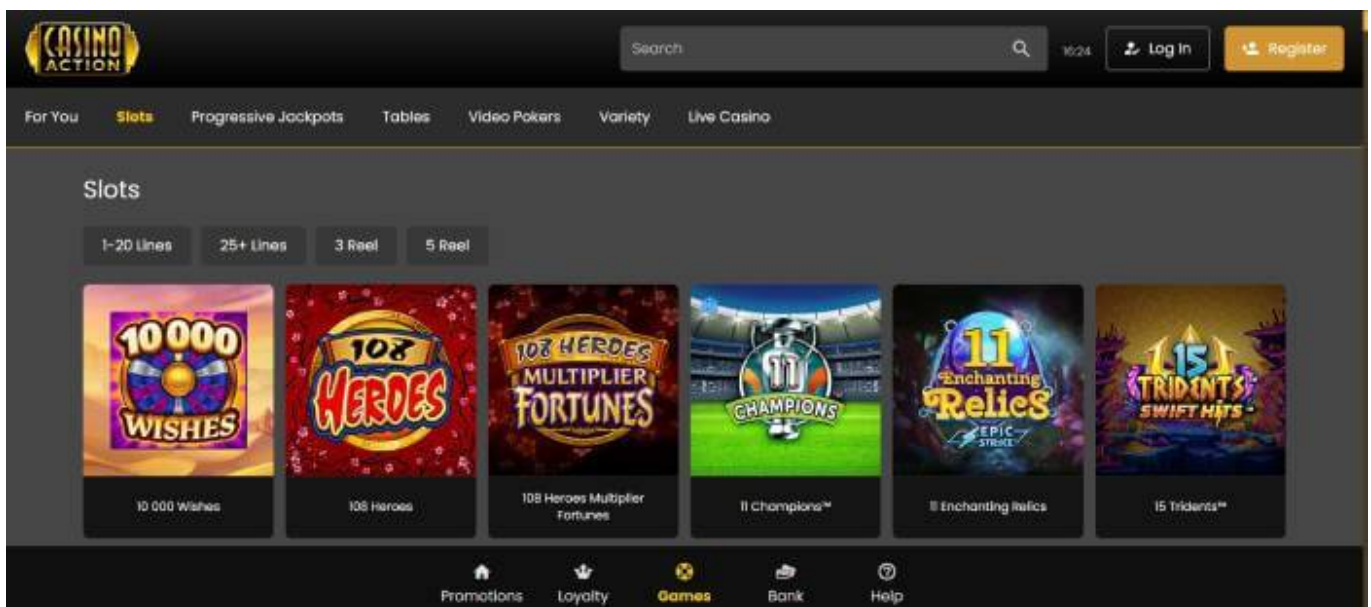 CASINO
ACTION
Search
16:24
Log In
Register
For You
Slots
Progressive Jackpots
Tables
Video Pokers
Variety
Live Casino
Slots
1-20 Lines
25+ Lines
3 Reel
5 Reel
10 000
WISHES
108
HEROES
108 HEROES
MULTIPLIER
FORTUNES
11
CHAMPIONS
11
Enchanting
Relics
EPIC
STRIKE
15
TRIDENTS
SWIFT HITS
10 000 Wishes
108 Heroes
108 Heroes Multiplier
Fortunes
11 Champions™
11 Enchanting Relics
15 Tridents™
Promotions
Loyalty
Games
Bank
Help